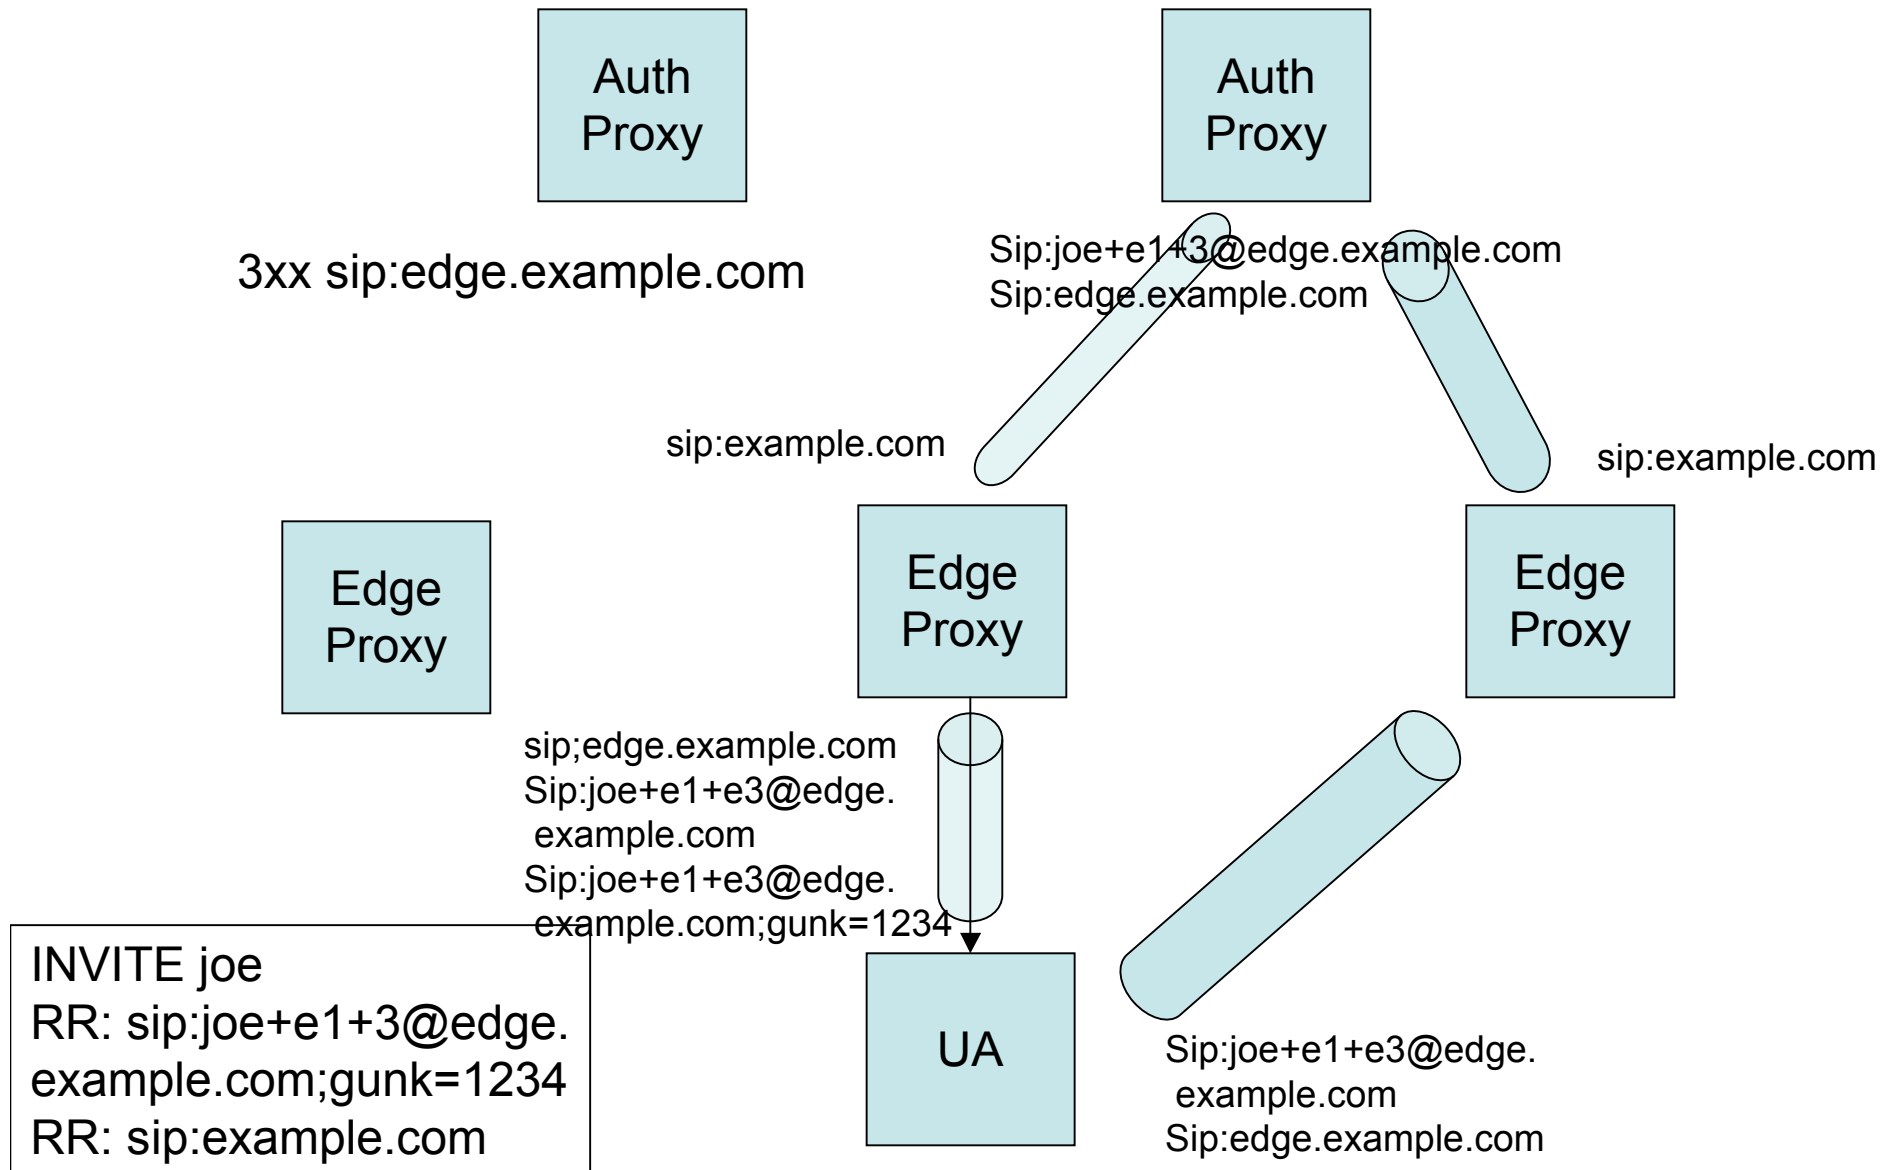 Auth
Proxy
Auth
Proxy
3xx sip:edge.example.com
Sip:joe+e1+3@edge.example.com
Sip:edge.example.com
sip:example.com
sip:example.com
Edge
Proxy
Edge
Proxy
Edge
Proxy
sip;edge.example.com
Sip:joe+e1+e3@edge.
example.com
Sip:joe+e1+e3@edge.
example.com;gunk=1234
INVITE joe
RR: sip:joe+e1+3@edge.
example.com;gunk=1234
RR: sip:example.com
UA
Sip:joe+e1+e3@edge.
example.com
Sip:edge.example.com